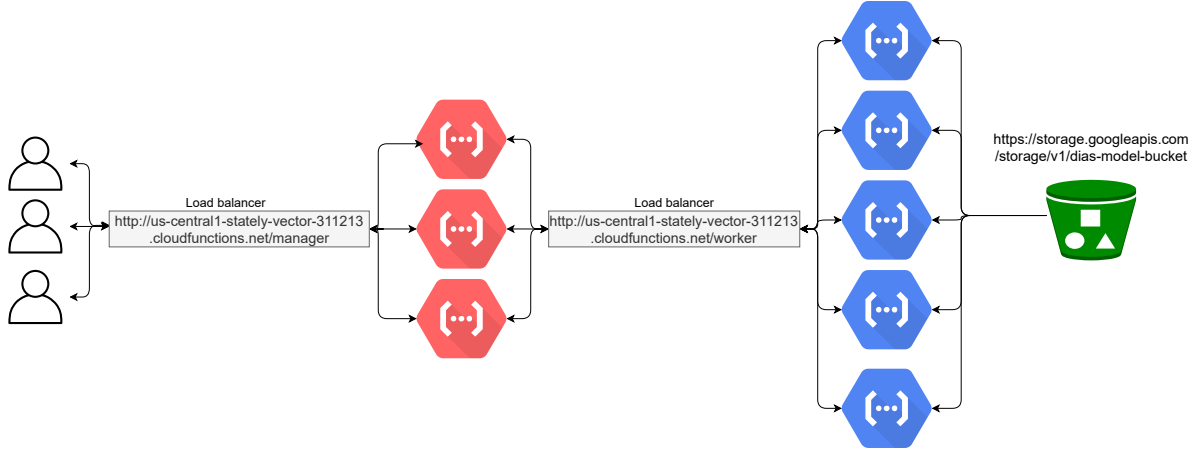 Load balancer
http://us-central1-stately-vector-311213
.cloudfunctions.net/manager
Load balancer
http://us-central1-stately-vector-311213
.cloudfunctions.net/worker
https://storage.googleapis.com
/storage/v1/dias-model-bucket